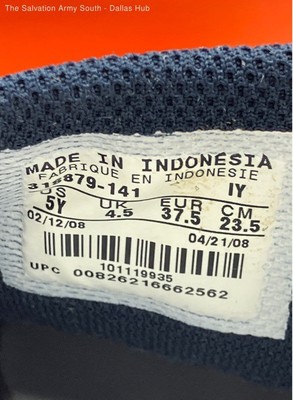 The Salvation Army South - Dallas Hub
MADE IN INDONESIA
FABRIQUE EN INDONESIE
315879-141 IY
US UK EUR CM
5Y 4.5 37.5 23.5
02/12/08 04/21/08
101119935
UPC 00826216662562